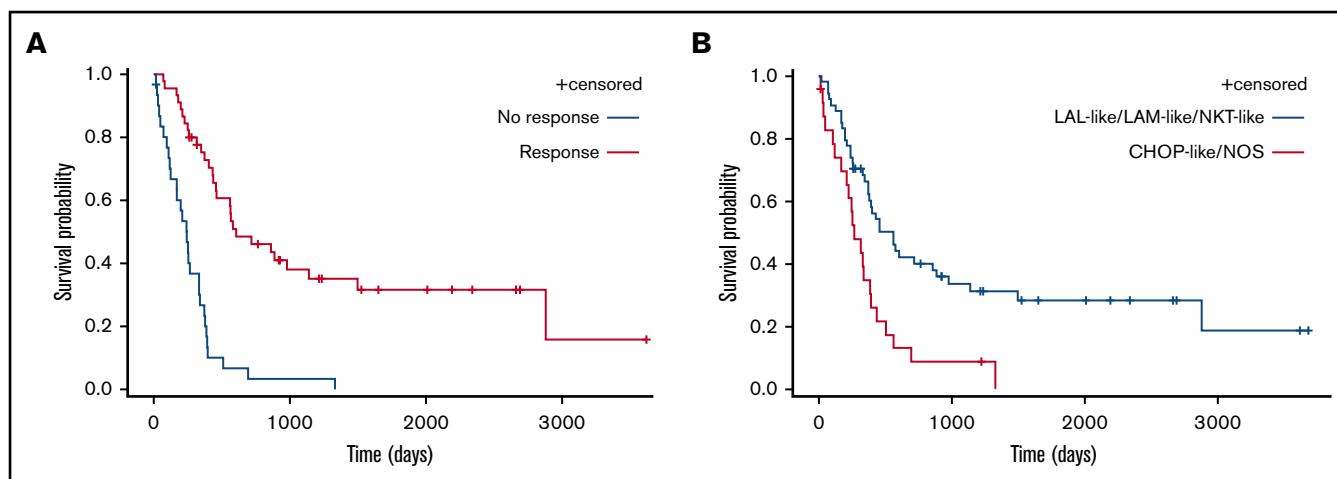 A
+censored
No response
Response
1.0
0.8
0.6
0.4
0.2
0.0
Survival probability
0
1000
2000
3000
Time (days)
B
+censored
LAL-like/LAM-like/NKT-like
CHOP-like/NOS
1.0
0.8
0.6
0.4
0.2
0.0
Survival probability
0
1000
2000
3000
Time (days)